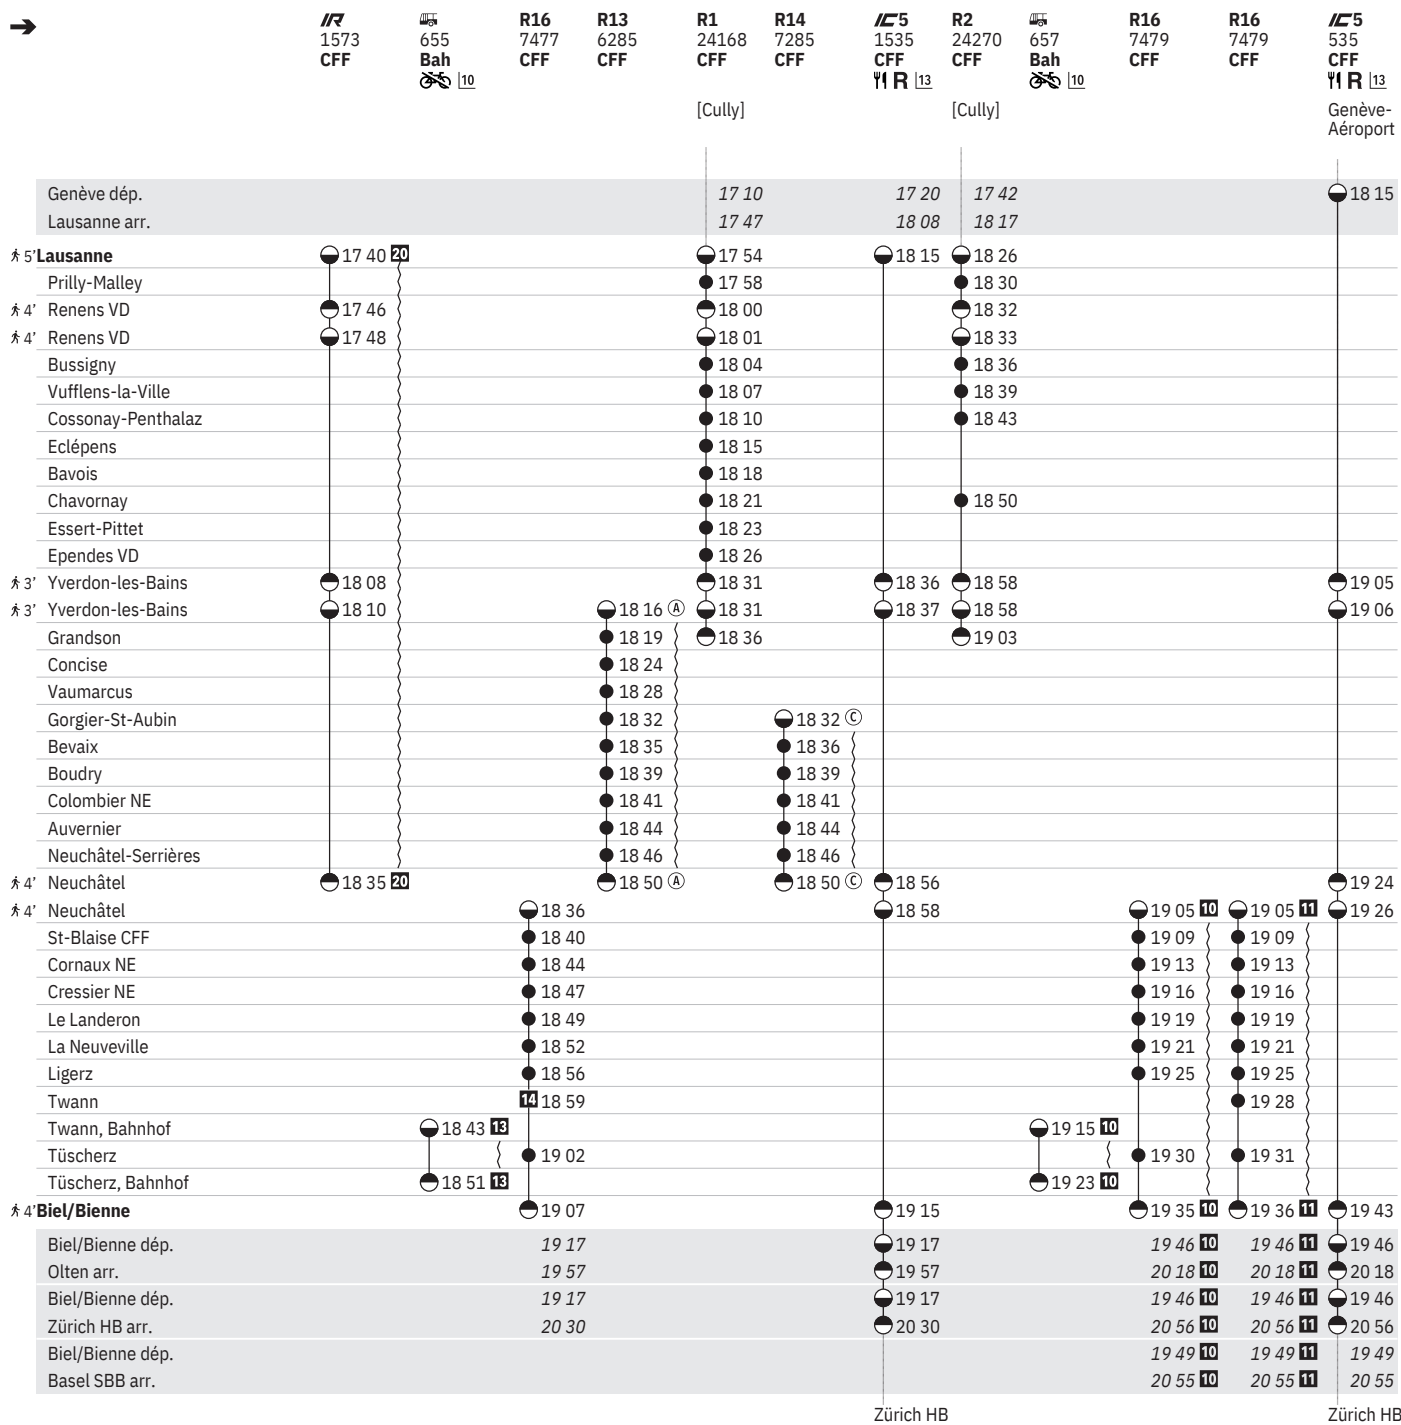 ➔ IR R16 R13 R1 R14 IC5 R2 R16 R16 IC5
1573 655 7477 6285 24168 7285 1535 24270 657 7479 7479 535
CFF Bah CFF CFF CFF CFF CFF CFF Bah CFF CFF CFF
10 R 13 10 R 13
[Cully] [Cully] Genève-
Aéroport
Genève dép. 17 10 17 20 17 42 18 15
Lausanne arr. 17 47 18 08 18 17
5’ Lausanne 17 40 20 17 54 18 15 18 26
Prilly-Malley 17 58 18 30
4’ Renens VD 17 46 18 00 18 32
4’ Renens VD 17 48 18 01 18 33
Bussigny 18 04 18 36
Vufflens-la-Ville 18 07 18 39
Cossonay-Penthalaz 18 10 18 43
Eclépens 18 15
Bavois 18 18
Chavornay 18 21 18 50
Essert-Pittet 18 23
Ependes VD 18 26
3’ Yverdon-les-Bains 18 08 18 31 18 36 18 58 19 05
3’ Yverdon-les-Bains 18 10 18 16 Ⓐ 18 31 18 37 18 58 19 06
Grandson 18 19 18 36 19 03
Concise 18 24
Vaumarcus 18 28
Gorgier-St-Aubin 18 32 18 32 Ⓒ
Bevaix 18 35 18 36
Boudry 18 39 18 39
Colombier NE 18 41 18 41
Auvernier 18 44 18 44
Neuchâtel-Serrières 18 46 18 46
4’ Neuchâtel 18 35 20 18 50 Ⓐ 18 50 Ⓒ 18 56 19 24
4’ Neuchâtel 18 36 18 58 19 05 10 19 05 11 19 26
St-Blaise CFF 18 40 19 09 19 09
Cornaux NE 18 44 19 13 19 13
Cressier NE 18 47 19 16 19 16
Le Landeron 18 49 19 19 19 19
La Neuveville 18 52 19 21 19 21
Ligerz 18 56 19 25 19 25
Twann 14 18 59 19 28
Twann, Bahnhof 18 43 13 19 15 10
Tüscherz 19 02 19 30 19 31
Tüscherz, Bahnhof 18 51 13 19 23 10
4’ Biel/Bienne 19 07 19 15 19 35 10 19 36 11 19 43
Biel/Bienne dép. 19 17 19 17 19 46 10 19 46 11 19 46
Olten arr. 19 57 19 57 20 18 10 20 18 11 20 18
Biel/Bienne dép. 19 17 19 17 19 46 10 19 46 11 19 46
Zürich HB arr. 20 30 20 30 20 56 10 20 56 11 20 56
Biel/Bienne dép. 19 49 10 19 49 11 19 49
Basel SBB arr. 20 55 10 20 55 11 20 55
Zürich HB Zürich HB